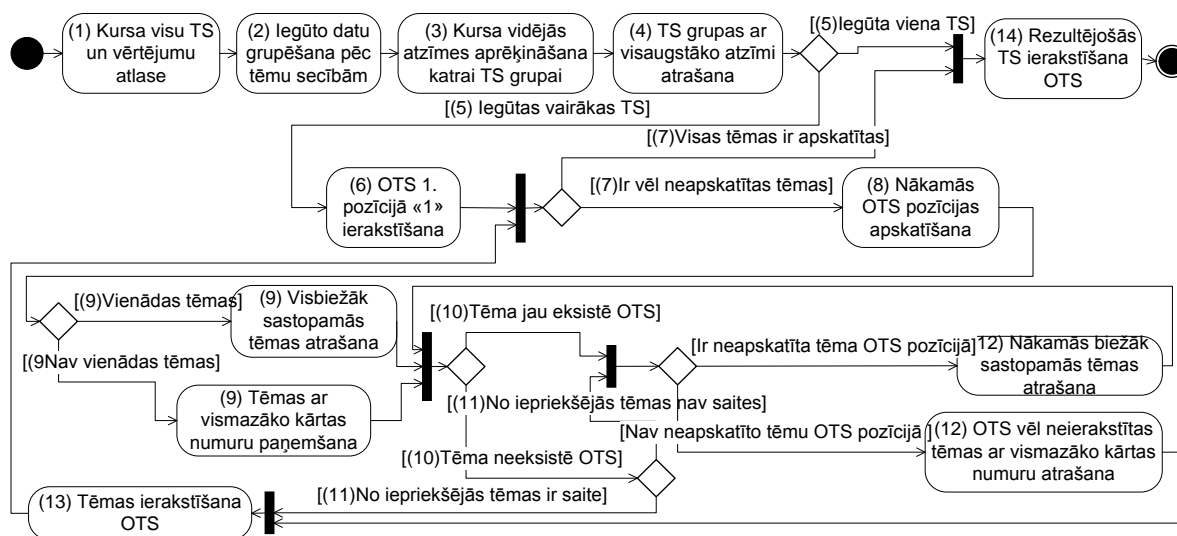 (1) Kursa visu TS
un vērtējumu
atlase
(2) Iegūto datu
grupēšana pēc
tēmu secībām
(3) Kursa vidējās
atzīmes aprēķināšana
katrai TS grupai
(4) TS grupas ar
visaugstāko atzīmi
atrašana
[(5)Iegūta viena TS]
(14) Rezultējošās
TS ierakstīšana
OTS
[(5) Iegūtas vairākas TS]
[(7)Visas tēmas ir apskatītas]
(6) OTS 1.
pozīcijā «1»
ierakstīšana
[(7)Ir vēl neapskatītas tēmas]
(8) Nākamās
OTS pozīcijas
apskatīšana
[(9)Vienādas tēmas]
(9) Visbiežāk
sastopamās
tēmas atrašana
[(10)Tēma jau eksistē OTS]
[Ir neapskatīta tēma OTS pozīcijā]
12) Nākamās biežāk
sastopamās tēmas
atrašana
[(9Nav vienādas tēmas]
(9) Tēmas ar
vismazāko kārtas
numuru paņemšana
[(11)No iepriekšējās tēmas nav saites]
[Nav neapskatīto tēmu OTS pozīcijā ]
(12) OTS vēl neierakstītas
tēmas ar vismazāko kārtas
numuru atrašana
[(10)Tēma neeksistē OTS]
[(11)No iepriekšējās tēmas ir saite]
(13) Tēmas ierakstīšana
OTS